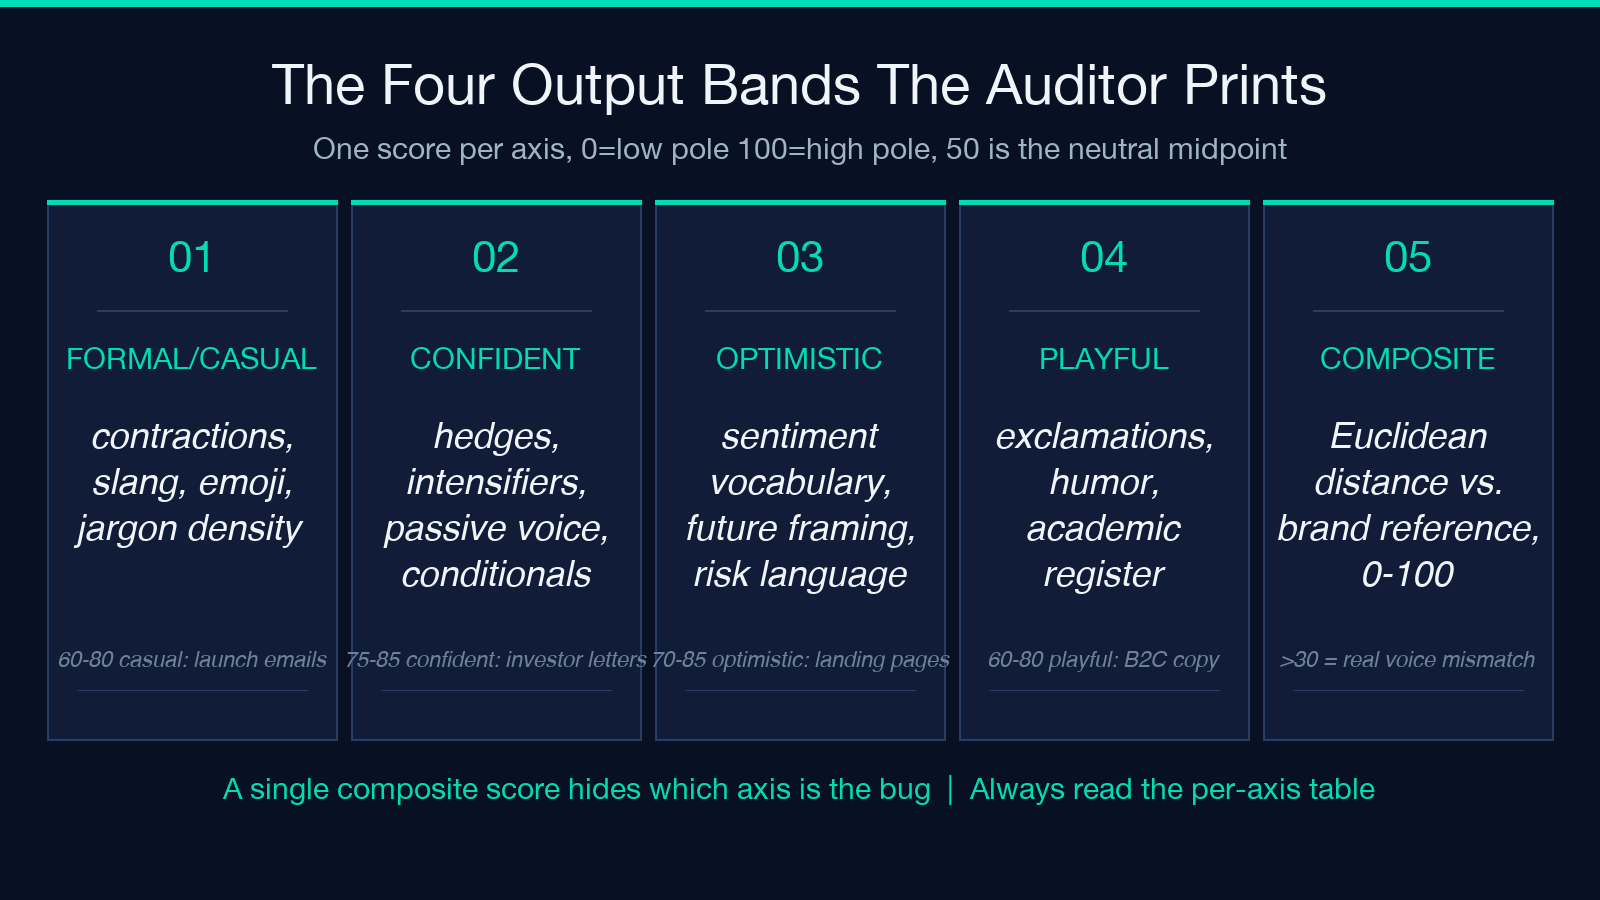 The Four Output Bands The Auditor Prints
One score per axis, 0=low pole 100=high pole, 50 is the neutral midpoint
01
FORMAL/CASUAL
contractions,
slang, emoji,
jargon density
60-80 casual: launch emails
02
CONFIDENT
hedges,
intensifiers,
passive voice,
conditionals
75-85 confident: investor letters
03
OPTIMISTIC
sentiment
vocabulary,
future framing,
risk language
70-85 optimistic: landing pages
04
PLAYFUL
exclamations,
humor,
academic
register
60-80 playful: B2C copy
05
COMPOSITE
Euclidean
distance vs.
brand reference,
0-100
>30 = real voice mismatch
A single composite score hides which axis is the bug | Always read the per-axis table